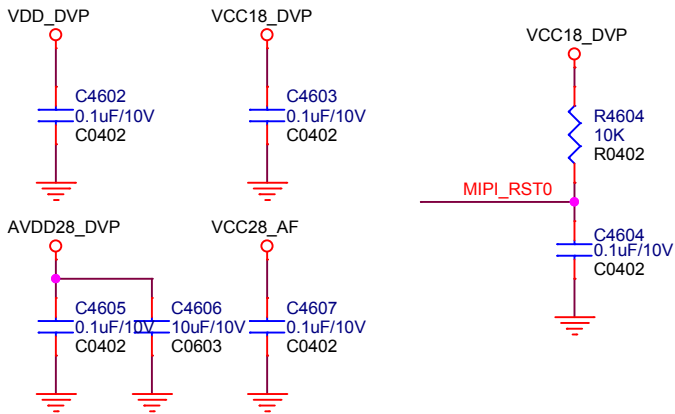 VDD_DVP
C4602
0.1uF/10V
C0402
VCC18_DVP
C4603
0.1uF/10V
C0402
VCC18_DVP
R4604
10K
R0402
MIPI_RST0
C4604
0.1uF/10V
C0402
AVDD28_DVP
C4605
0.1uF/10V
C0402
C4606
10uF/10V
C0603
VCC28_AF
C4607
0.1uF/10V
C0402